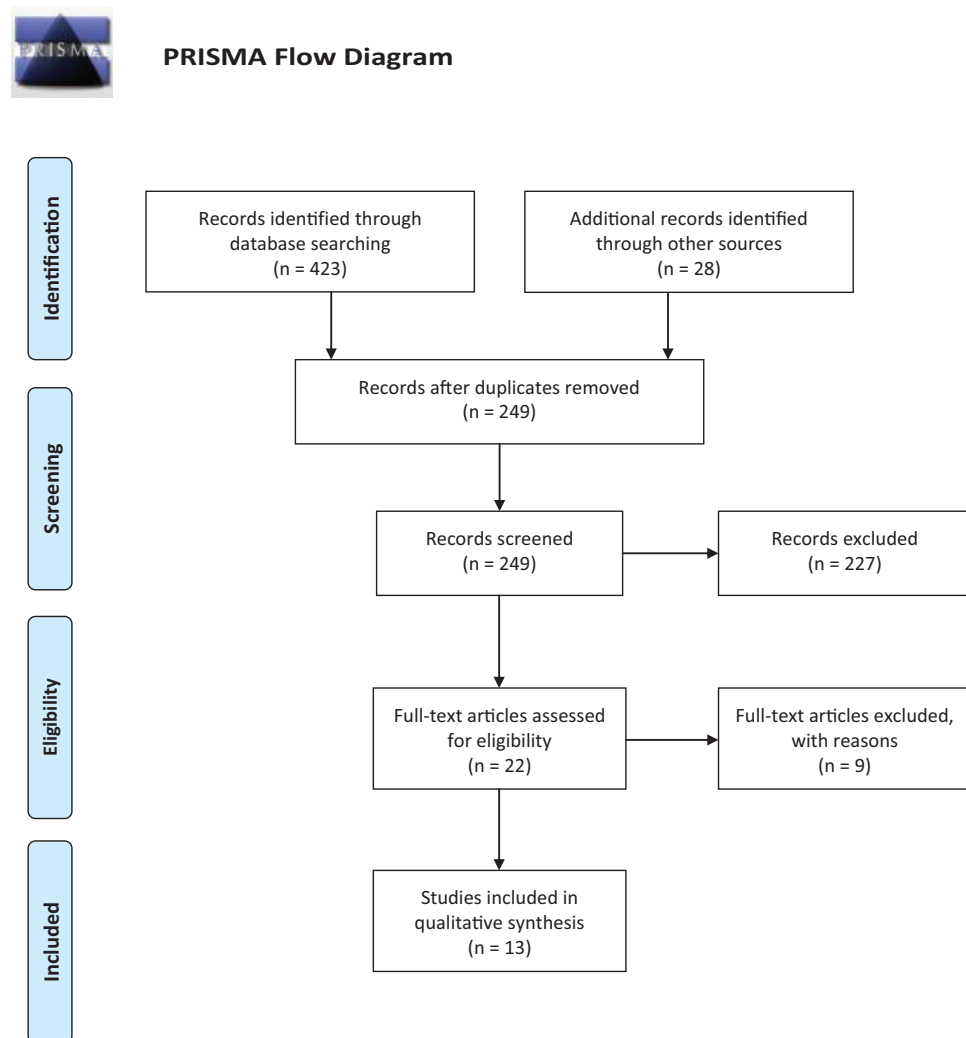 PRISMA
PRISMA Flow Diagram
Identification
Records identified through
database searching
(n = 423)
Additional records identified
through other sources
(n = 28)
Records after duplicates removed
(n = 249)
Screening
Records screened
(n = 249)
Records excluded
(n = 227)
Eligibility
Full-text articles assessed
for eligibility
(n = 22)
Full-text articles excluded,
with reasons
(n = 9)
Included
Studies included in
qualitative synthesis
(n = 13)